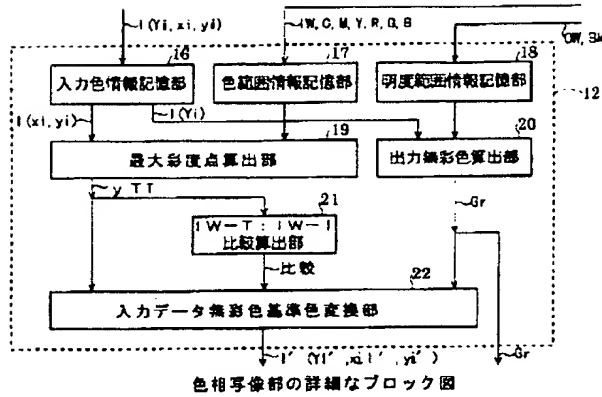 I(Yi, xi, yi)
IW, C, M, Y, R, G, B
OW, Bk
16
17
18
入力色情報記憶部
色範囲情報記憶部
明度範囲情報記憶部
12
I(xi, yi)
I(Yi)
19
20
最大彩度点算出部
出力無彩色算出部
y TT
21
Gr
IW-T:IW-I
比較算出部
比較
22
入力データ無彩色基準色変換部
I′ (YI′, xiI′, yi′)
Gr
色相写像部の詳細なブロック図